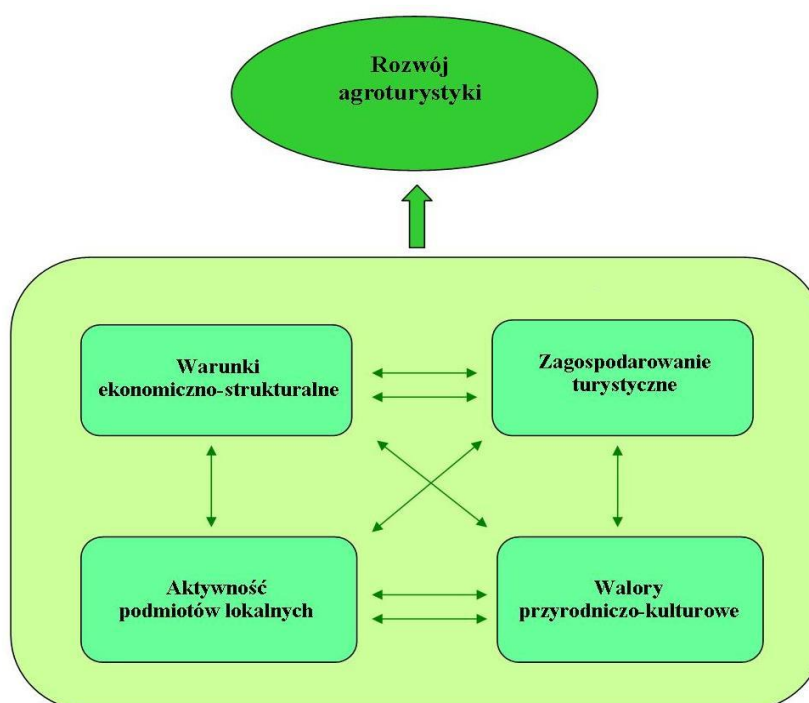 Rozwój
agroturystyki
Warunki
ekonomiczno-strukturalne
Zagospodarowanie
turystyczne
Aktywność
podmiotów lokalnych
Walory
przyrodniczo-kulturowe